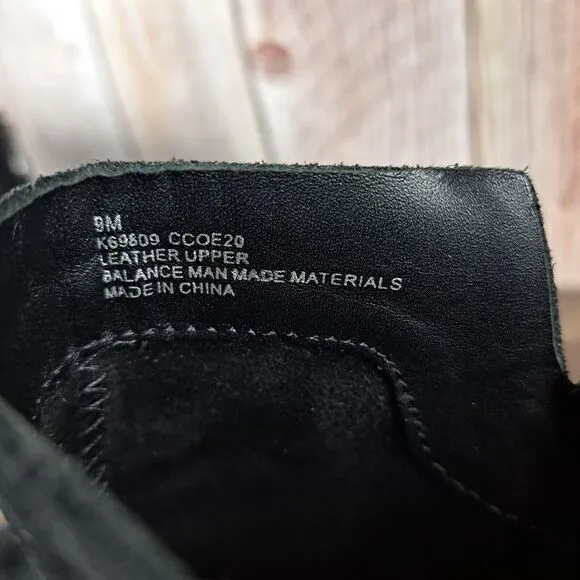 9M
K69809 CCOE20
LEATHER UPPER
BALANCE MAN MADE MATERIALS
MADE IN CHINA